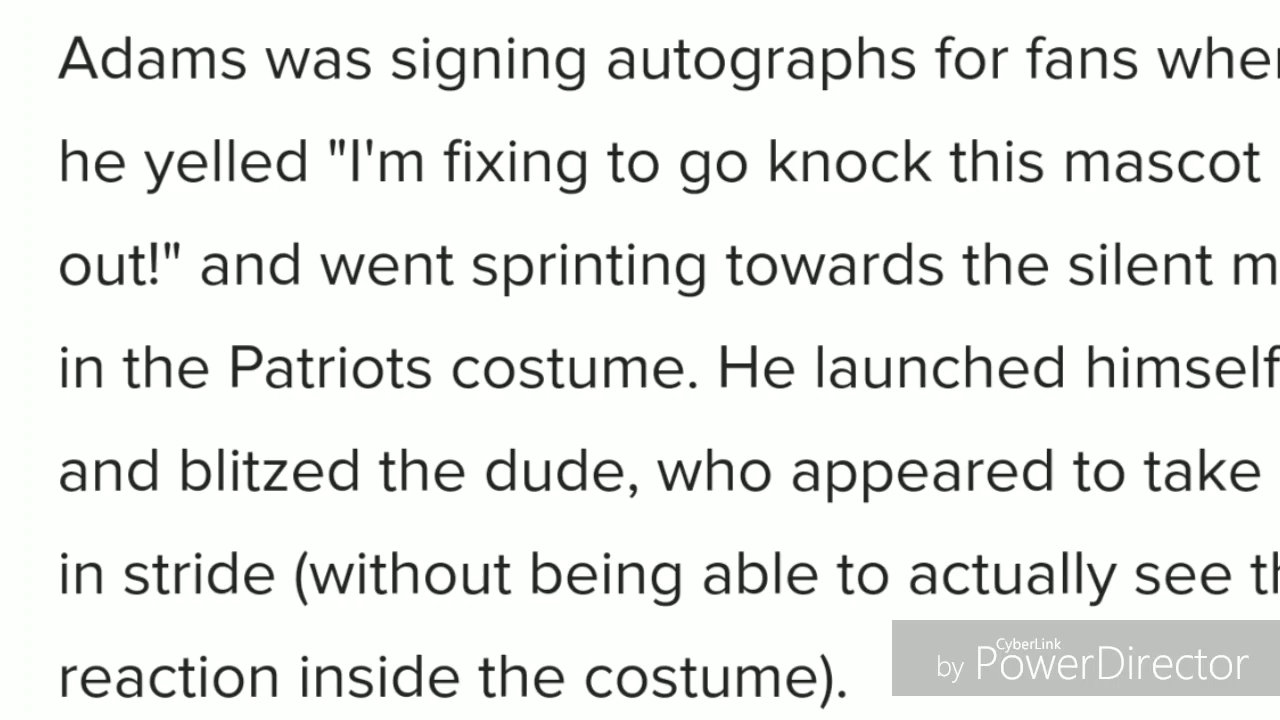 Adams was signing autographs for fans when
he yelled "I'm fixing to go knock this mascot
out!" and went sprinting towards the silent
in the Patriots costume. He launched himself
and blitzed the dude, who appeared to take
in stride (without being able to actually see
reaction inside the costume).
CyberLink
by PowerDirector